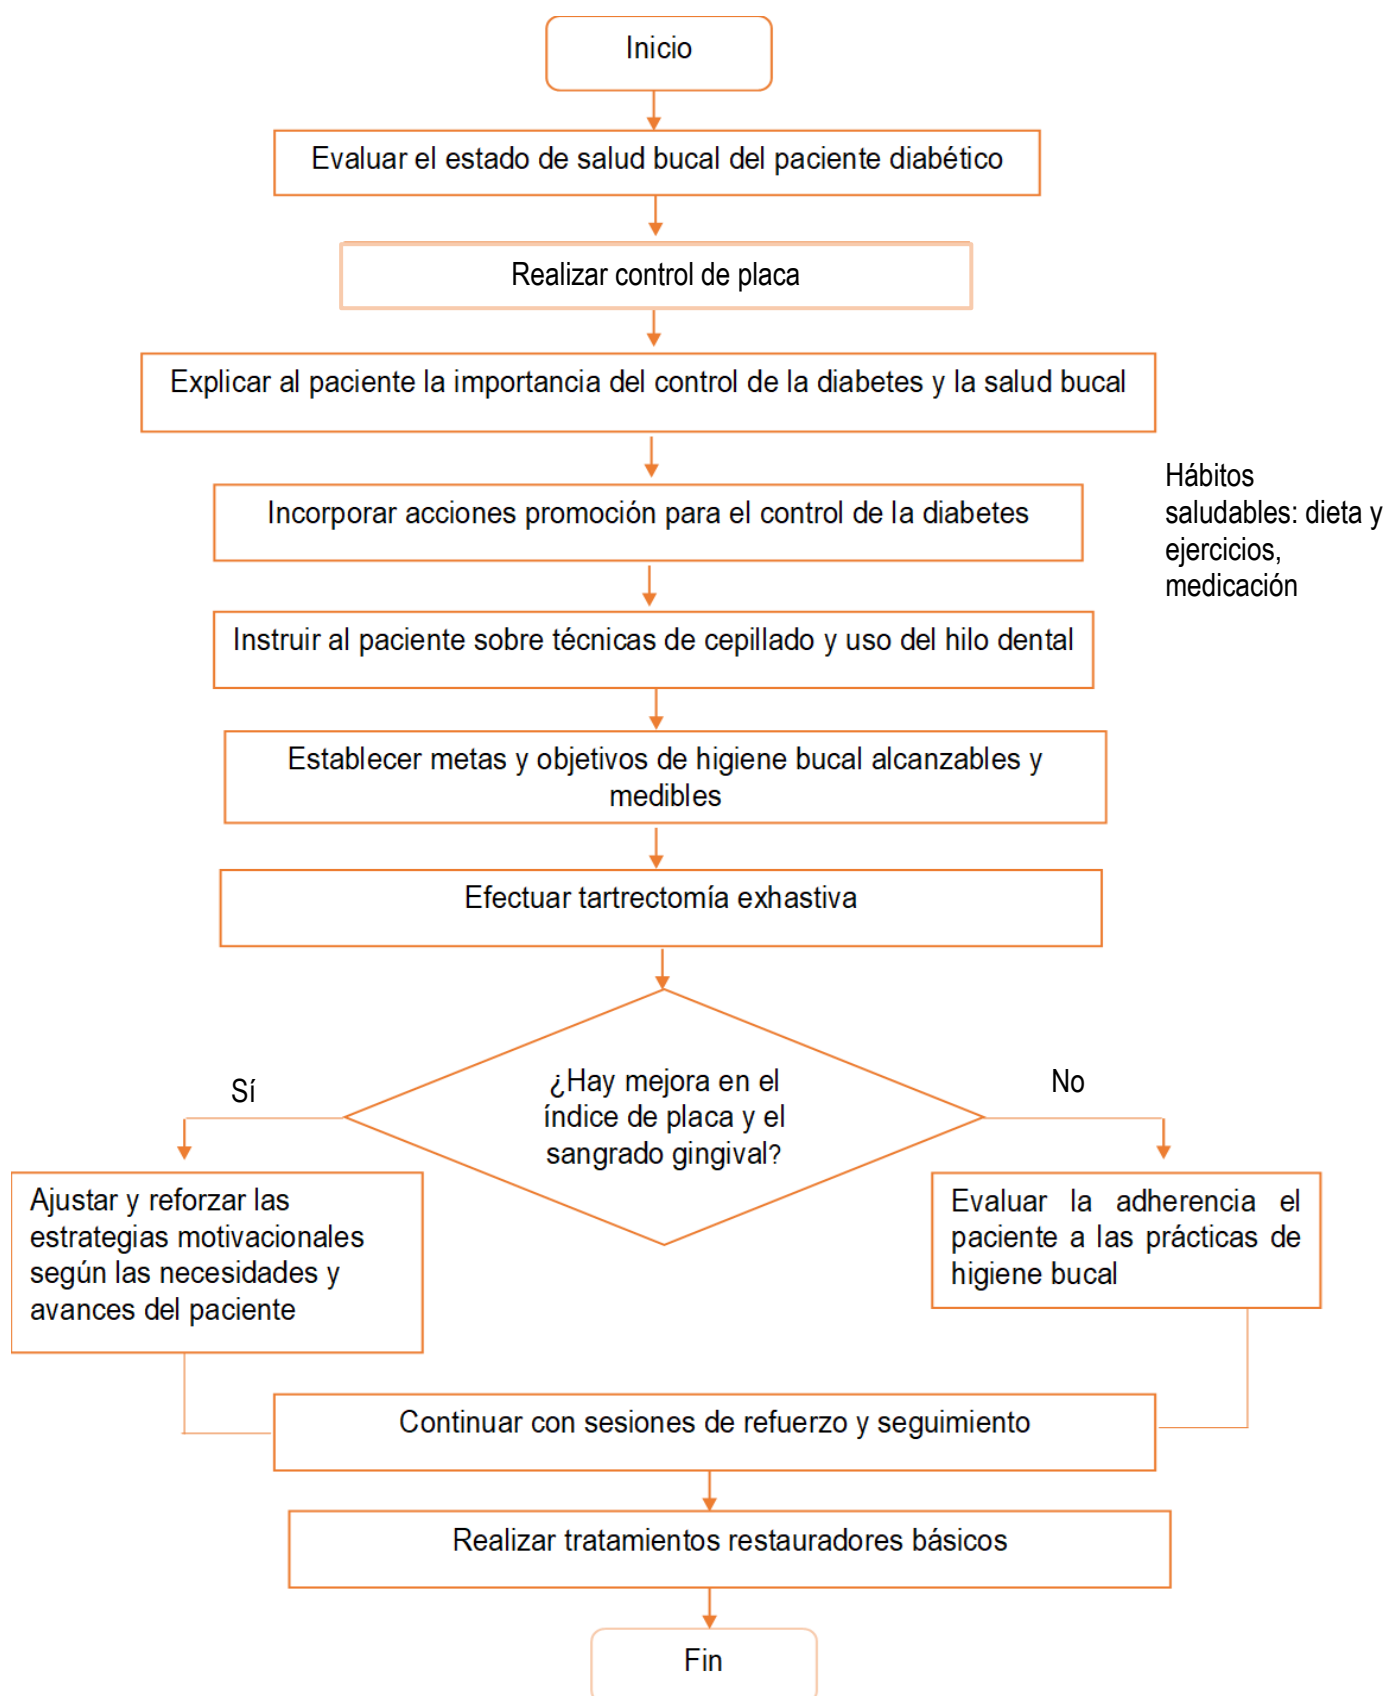 Inicio
Evaluar el estado de salud bucal del paciente diabético
Realizar control de placa
Explicar al paciente la importancia del control de la diabetes y la salud bucal
Incorporar acciones promoción para el control de la diabetes
Hábitos
saludables: dieta y
ejercicios,
medicación
Instruir al paciente sobre técnicas de cepillado y uso del hilo dental
Establecer metas y objetivos de higiene bucal alcanzables y
medibles
Efectuar tartrectomía exhastiva
¿Hay mejora en el
índice de placa y el
sangrado gingival?
Sí
No
Ajustar y reforzar las
estrategias motivacionales
según las necesidades y
avances del paciente
Evaluar la adherencia el
paciente a las prácticas de
higiene bucal
Continuar con sesiones de refuerzo y seguimiento
Realizar tratamientos restauradores básicos
Fin